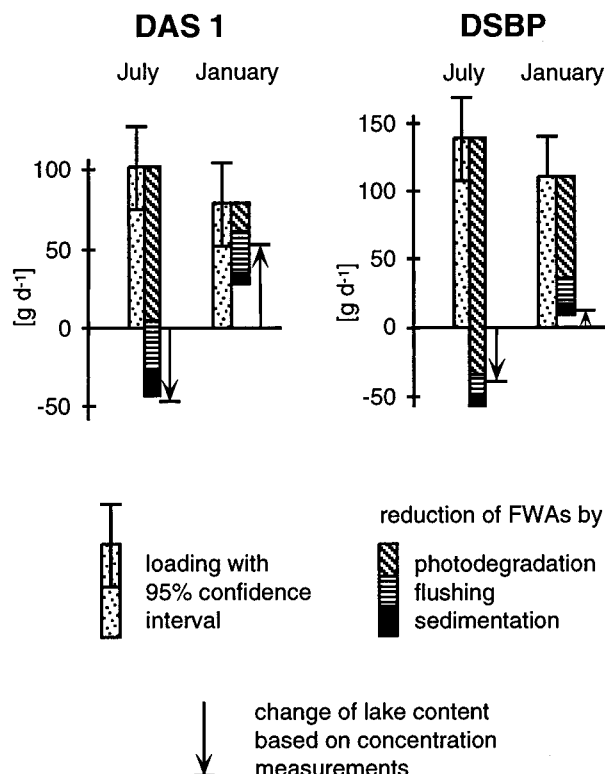 DAS 1 DSBP
July January July January
150
100 100
50 50
[g d-1] [g d-1]
0 0
-50 -50
reduction of FWAs by
loading with photodegradation
95% confidence flushing
interval sedimentation
change of lake content
based on concentration
measurements